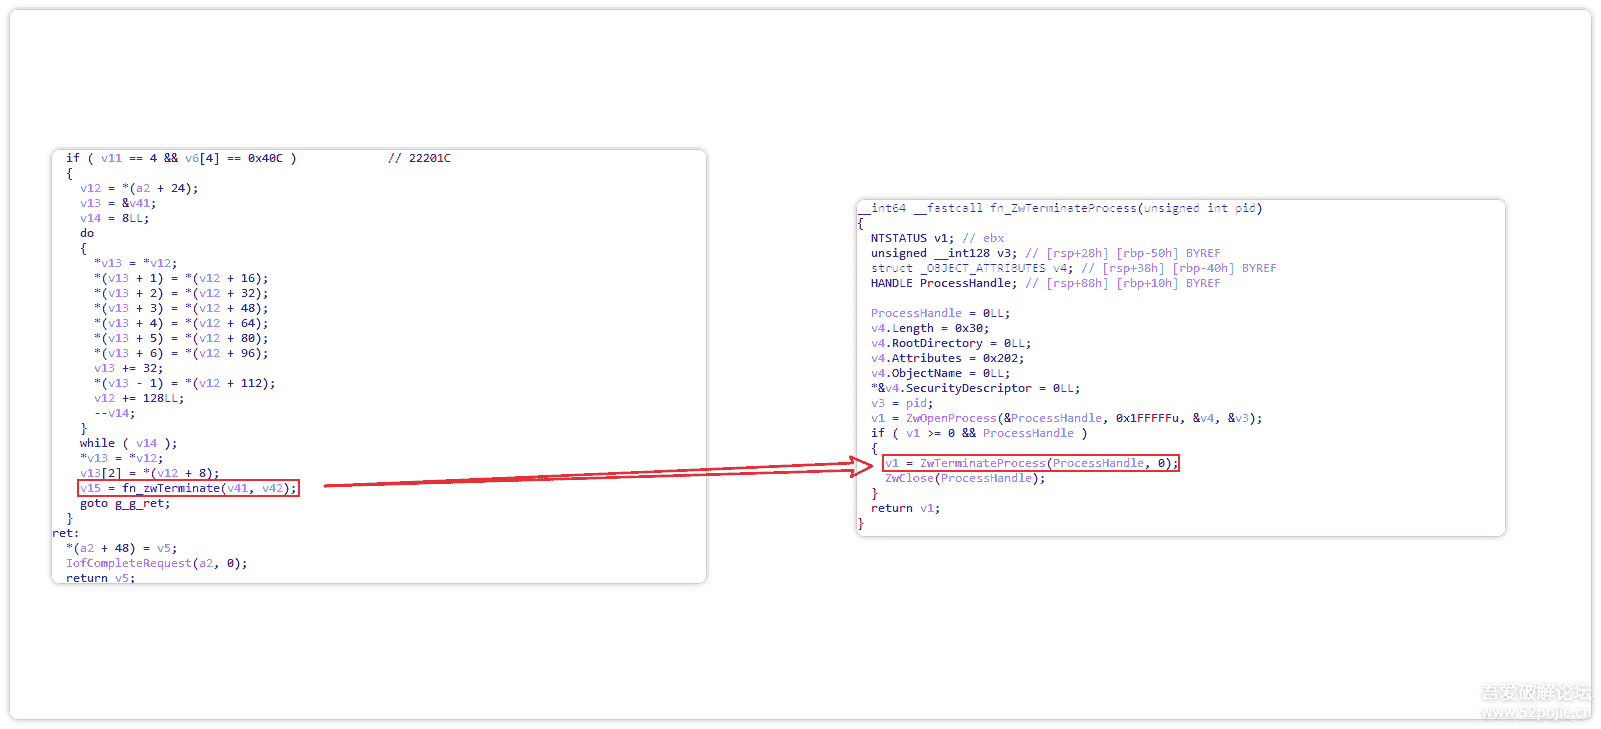 if ( v11 == 4 && v6[4] == 0x40C ) // 22201C
{
v12 = *(a2 + 24);
v13 = &v41;
v14 = 8LL;
do
{
*v13 = *v12;
*(v13 + 1) = *(v12 + 16);
*(v13 + 2) = *(v12 + 32);
*(v13 + 3) = *(v12 + 48);
*(v13 + 4) = *(v12 + 64);
*(v13 + 5) = *(v12 + 80);
*(v13 + 6) = *(v12 + 96);
v13 += 32;
*(v13 - 1) = *(v12 + 112);
v12 += 128LL;
--v14;
}
while ( v14 );
*v13 = *v12;
v13[2] = *(v12 + 8);
v15 = fn_zwTerminate(v41, v42);
goto g_g_ret;
}
ret:
*(a2 + 48) = v5;
IofCompleteRequest(a2, 0);
return v5;
__int64 __fastcall fn_ZwTerminateProcess(unsigned int pid)
{
NTSTATUS v1; // ebx
unsigned __int128 v3; // [rsp+28h] [rbp-50h] BYREF
struct _OBJECT_ATTRIBUTES v4; // [rsp+38h] [rbp-40h] BYREF
HANDLE ProcessHandle; // [rsp+88h] [rbp+10h] BYREF
ProcessHandle = 0LL;
v4.Length = 0x30;
v4.RootDirectory = 0LL;
v4.Attributes = 0x202;
v4.ObjectName = 0LL;
*&v4.SecurityDescriptor = 0LL;
v3 = pid;
v1 = ZwOpenProcess(&ProcessHandle, 0x1FFFFFu, &v4, &v3);
if ( v1 >= 0 && ProcessHandle )
{
v1 = ZwTerminateProcess(ProcessHandle, 0);
ZwClose(ProcessHandle);
}
return v1;
}
吾爱破解论坛
www.52pojie.cn